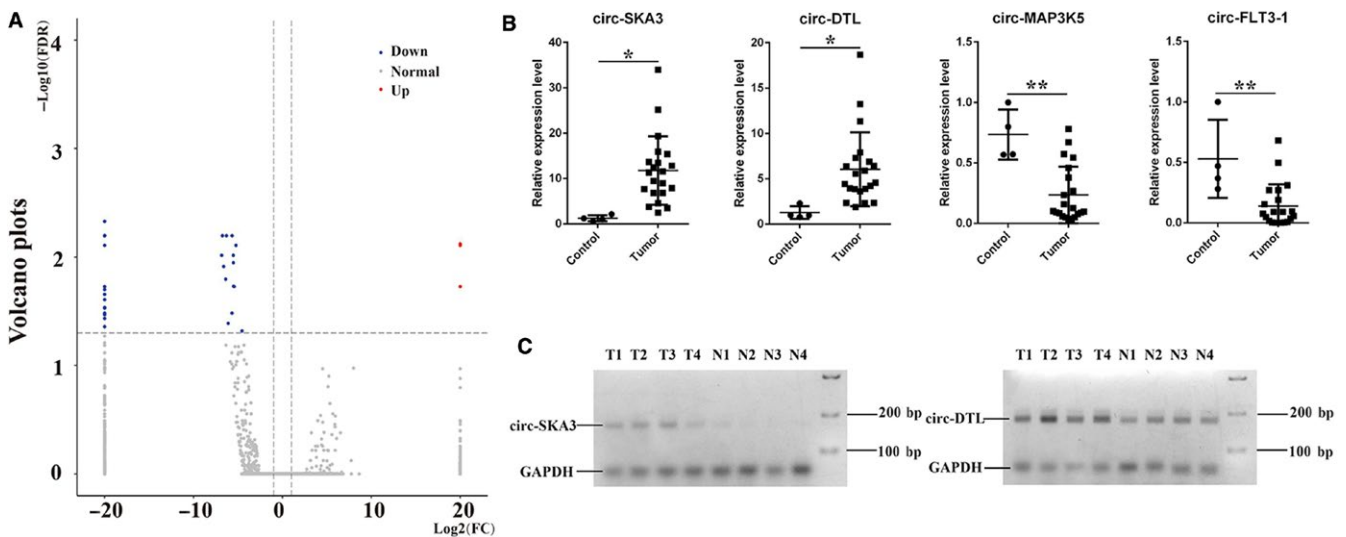 A
Volcano plots
−Log10(FDR)
4
3
2
1
0
Down
Normal
Up
−20
−10
0
10
20
Log2(FC)
B
circ-SKA3
Relative expression level
40
30
20
10
0
*
Control
Tumor
circ-DTL
Relative expression level
20
15
10
5
0
*
Control
Tumor
circ-MAP3K5
Relative expression level
1.5
1.0
0.5
0.0
**
Control
Tumor
circ-FLT3-1
Relative expression level
1.5
1.0
0.5
0.0
**
Control
Tumor
C
T1 T2 T3 T4 N1 N2 N3 N4
circ-SKA3
GAPDH
200 bp
100 bp
T1 T2 T3 T4 N1 N2 N3 N4
circ-DTL
GAPDH
200 bp
100 bp